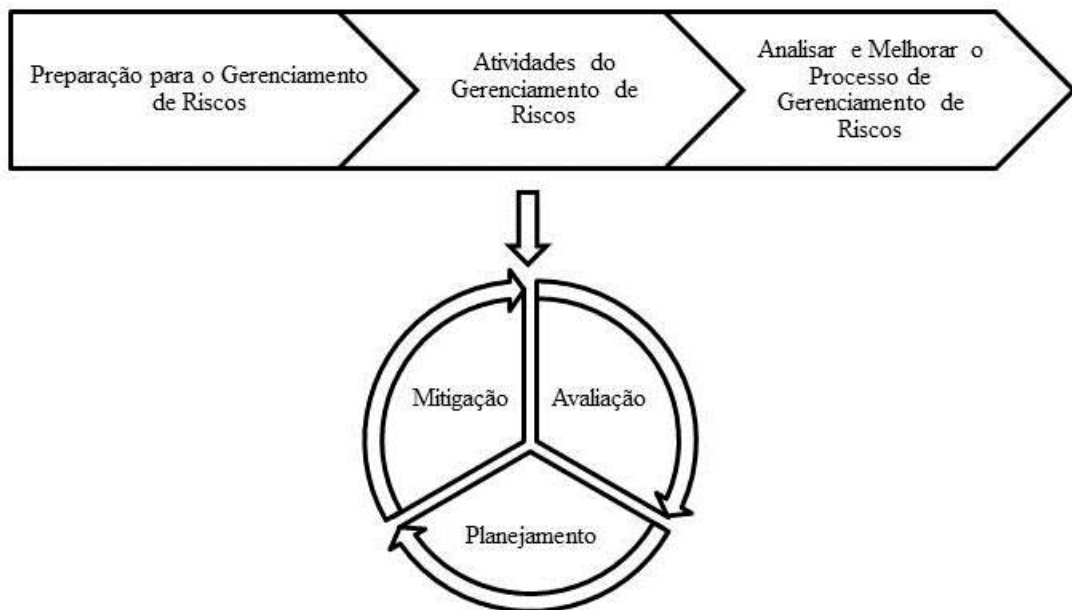 Preparação para o Gerenciamento
de Riscos
Atividades do
Gerenciamento de
Riscos
Analisar e Melhorar o
Processo de
Gerenciamento de
Riscos
Mitigação
Avaliação
Planejamento